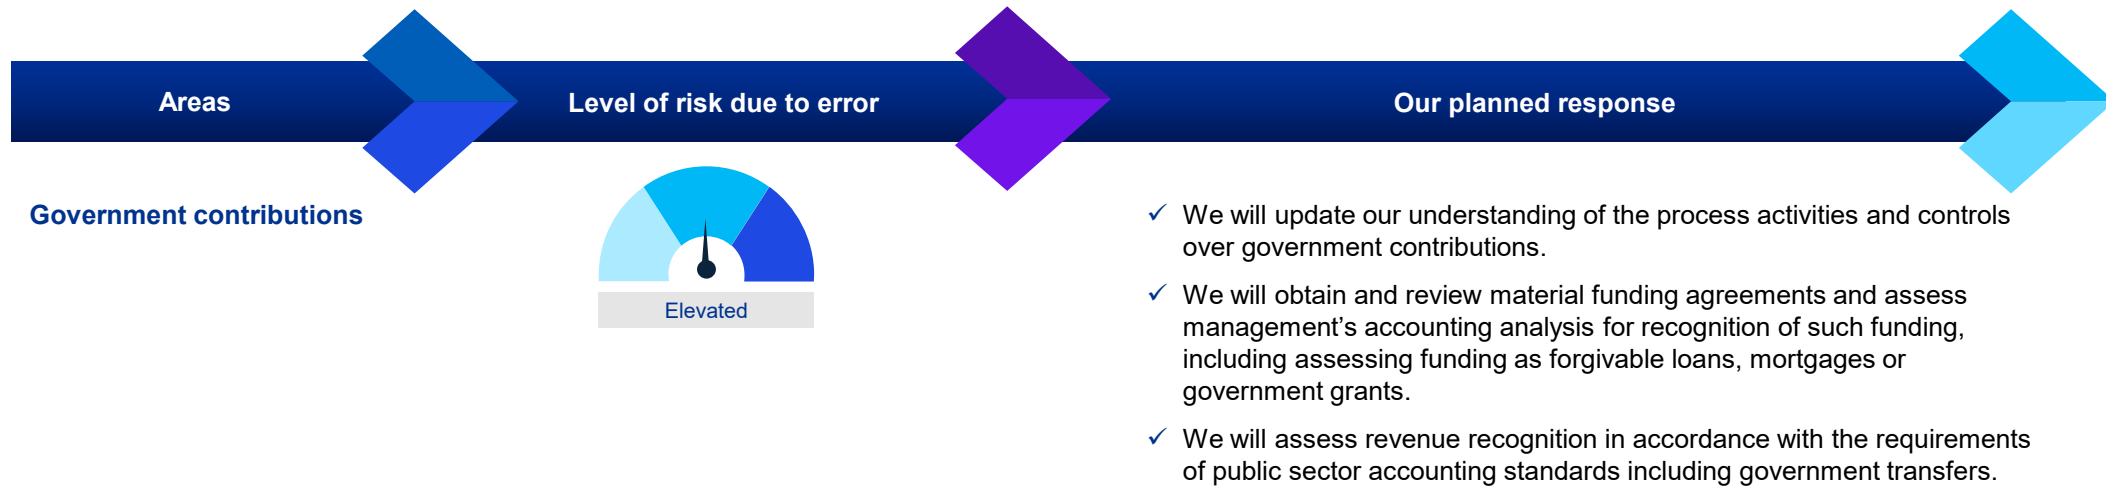 Areas
Level of risk due to error
Our planned response
Government contributions
Elevated
✓ We will update our understanding of the process activities and controls
over government contributions.
✓ We will obtain and review material funding agreements and assess
management’s accounting analysis for recognition of such funding,
including assessing funding as forgivable loans, mortgages or
government grants.
✓ We will assess revenue recognition in accordance with the requirements
of public sector accounting standards including government transfers.